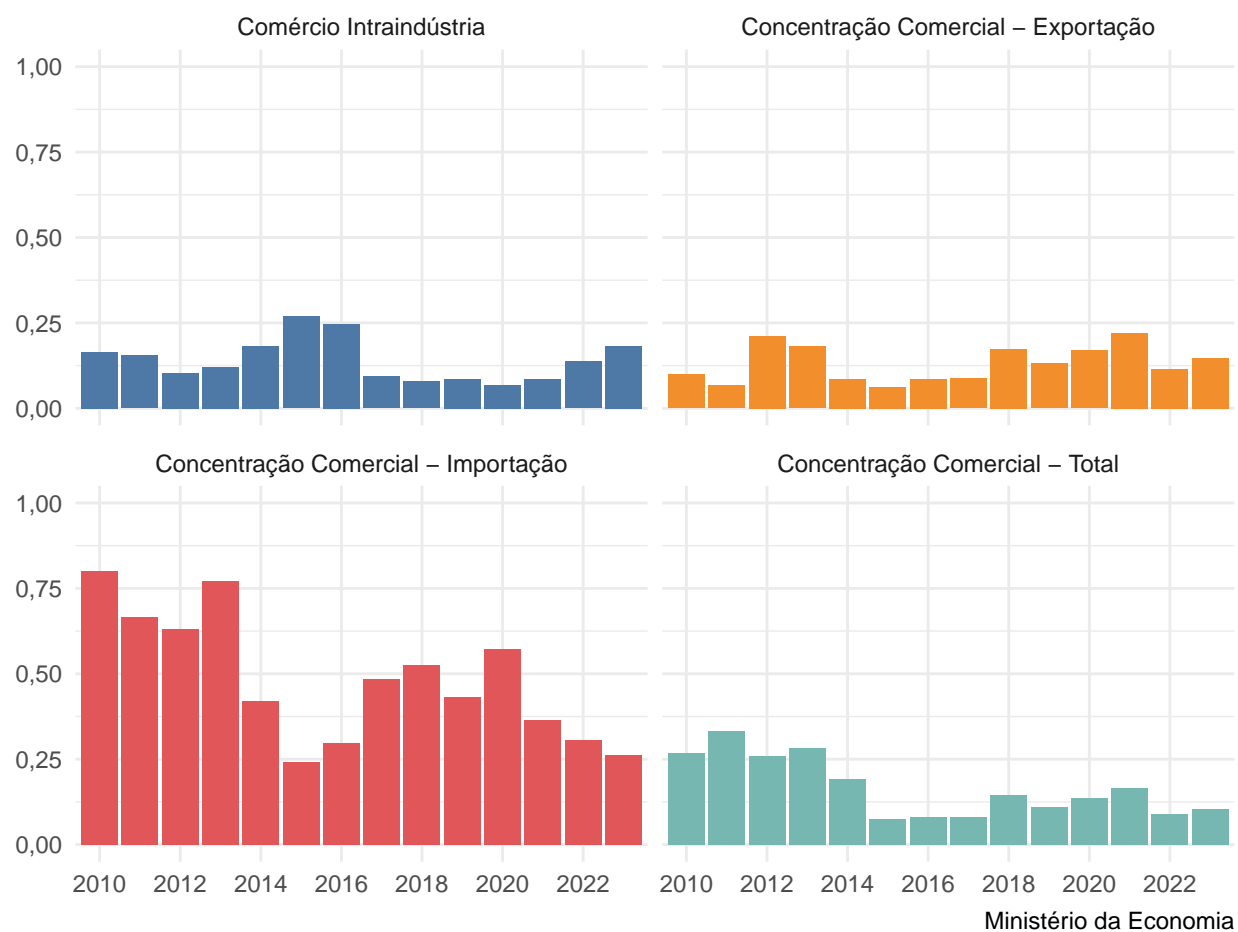 Comércio Intraindústria
Concentração Comercial – Exportação
1,00
0,75
0,50
0,25
0,00
Concentração Comercial – Importação
Concentração Comercial – Total
1,00
0,75
0,50
0,25
0,00
2010 2012 2014 2016 2018 2020 2022
2010 2012 2014 2016 2018 2020 2022
Ministério da Economia